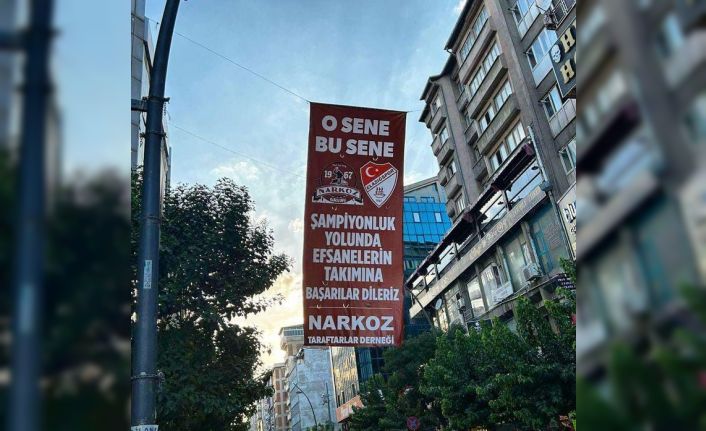 O SENE
BU SENE
1967
NARKOZ
ŞAMPİYONLUK
YOLUNDA
EFSANELERİN
TAKIMINA
BAŞARILAR DİLERİZ
NARKOZ
TARAFTARLAR DERNEĞİ